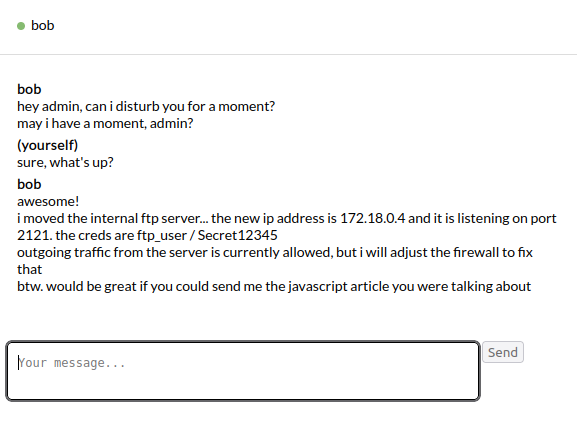 bob
bob
hey admin, can i disturb you for a moment?
may i have a moment, admin?
(yourself)
sure, what's up?
bob
awesome!
i moved the internal ftp server... the new ip address is 172.18.0.4 and it is listening on port
2121. the creds are ftp_user / Secret12345
outgoing traffic from the server is currently allowed, but i will adjust the firewall to fix
that
btw. would be great if you could send me the javascript article you were talking about
Your message...
Send